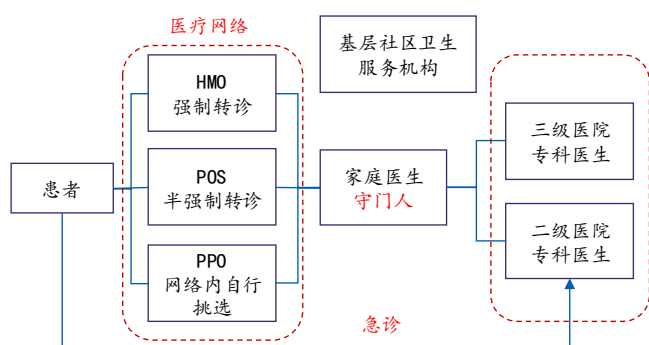 医疗网络
基层社区卫生
服务机构
HMO
强制转诊
三级医院
专科医生
患者
POS
半强制转诊
家庭医生
守门人
二级医院
专科医生
PPO
网络内自行
挑选
急诊